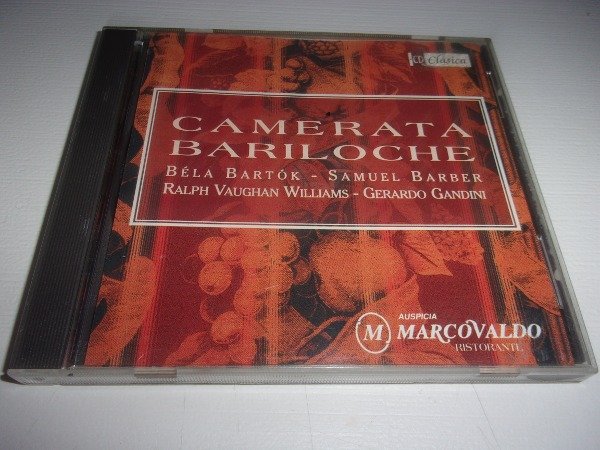 Clásica
CAMERATA
BARILOCHE
BÉLA BARTÓK - SAMUEL BARBER
RALPH VAUGHAN WILLIAMS - GERARDO GANDINI
AUSPICIA
M MARCOVALDO
RISTORANTE